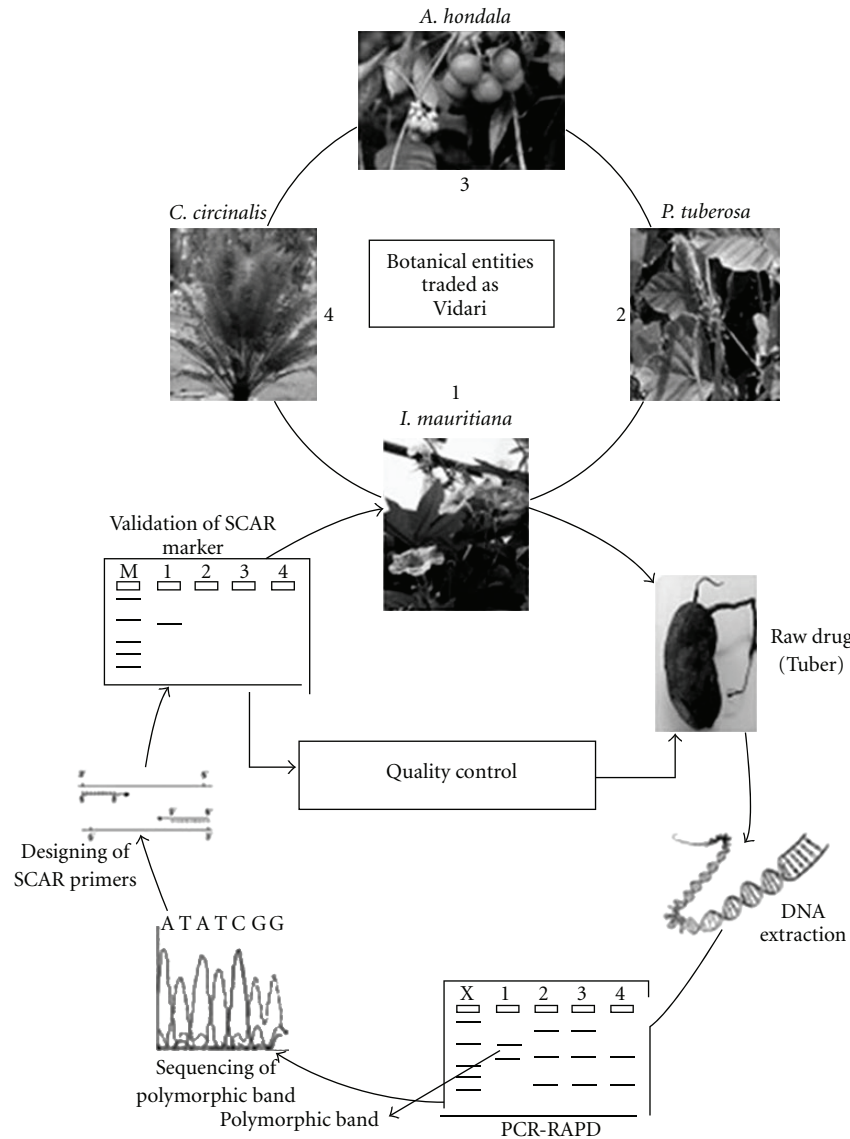 A. hondala
3
C. circinalis
P. tuberosa
Botanical entities
traded as
Vidari
4
2
1
I. mauritiana
Validation of SCAR
marker
M 1 2 3 4
Raw drug
(Tuber)
Quality control
Designing of
SCAR primers
DNA
extraction
A T A T C G G
X 1 2 3 4
Sequencing of
polymorphic band
Polymorphic band
PCR-RAPD